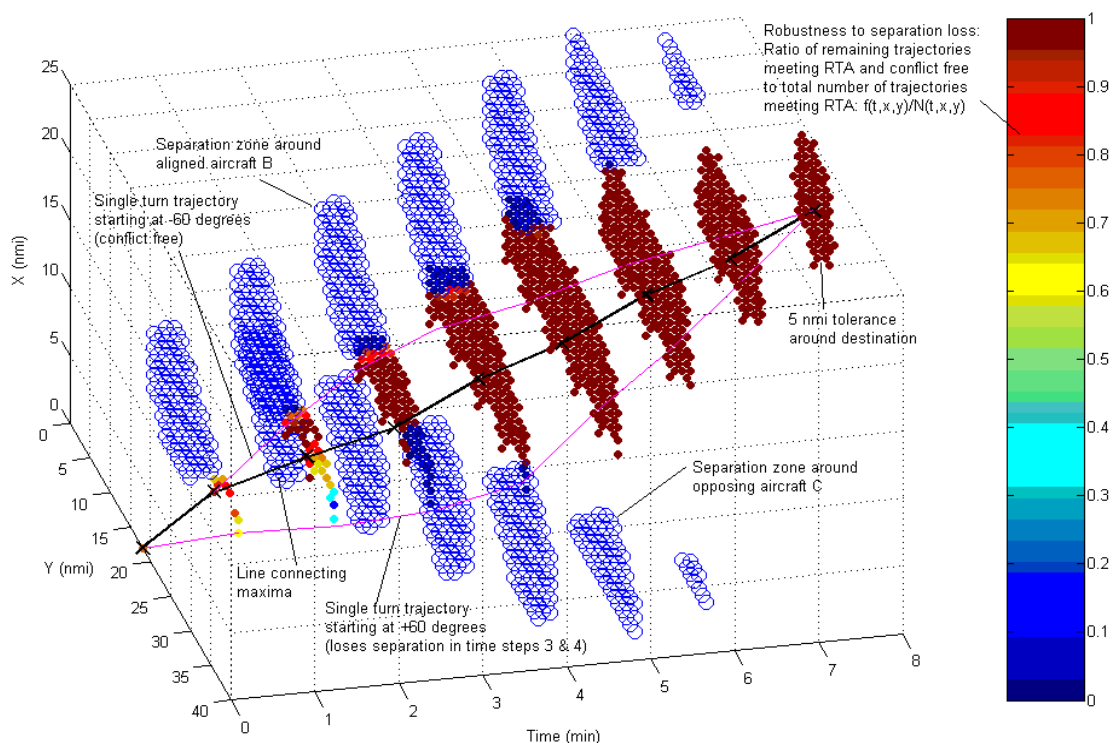 Robustness to separation loss:
Ratio of remaining trajectories
meeting RTA and conflict free
to total number of trajectories
meeting RTA: f(t,x,y)/N(t,x,y)
Separation zone around
aligned aircraft B
Single turn trajectory
starting at -60 degrees
(conflict free)
5 nmi tolerance
around destination
Separation zone around
opposing aircraft C
Line connecting
maxima
Single turn trajectory
starting at +60 degrees
(loses separation in time steps 3 & 4)
X (nmi)
25
20
15
10
5
0
Y (nmi)
0
5
10
15
20
25
30
35
40
Time (min)
0
1
2
3
4
5
6
7
8
1
0.9
0.8
0.7
0.6
0.5
0.4
0.3
0.2
0.1
0